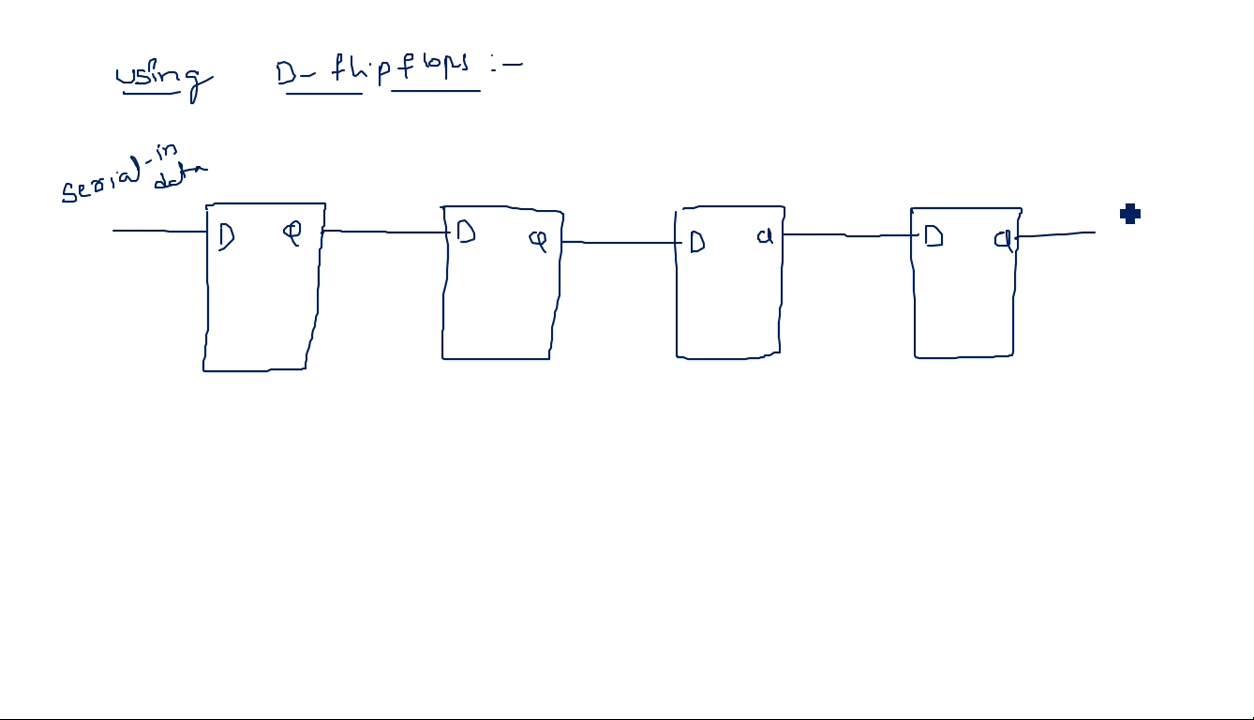 using D- flipflops :-
Serial-in
data
D Q D Q D Q D Q